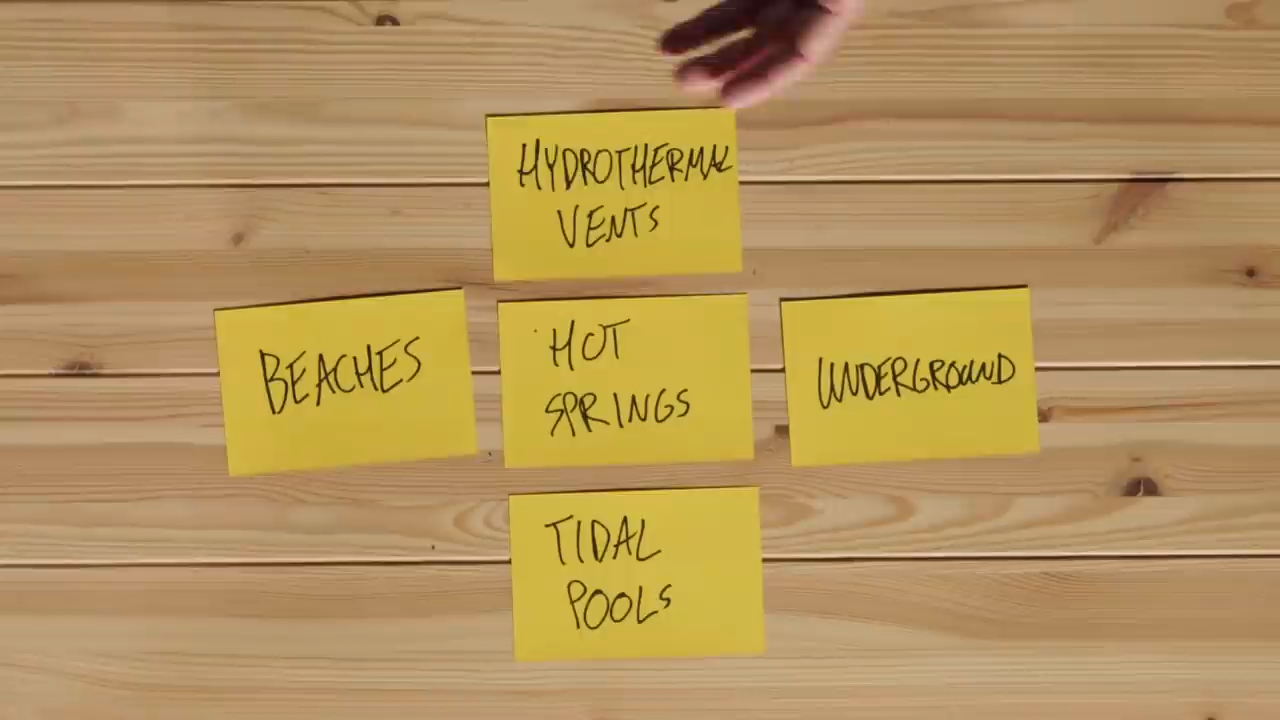 HYDROTHERMAL
VENTS
BEACHES
HOT
SPRINGS
UNDERGROUND
TIDAL
POOLS